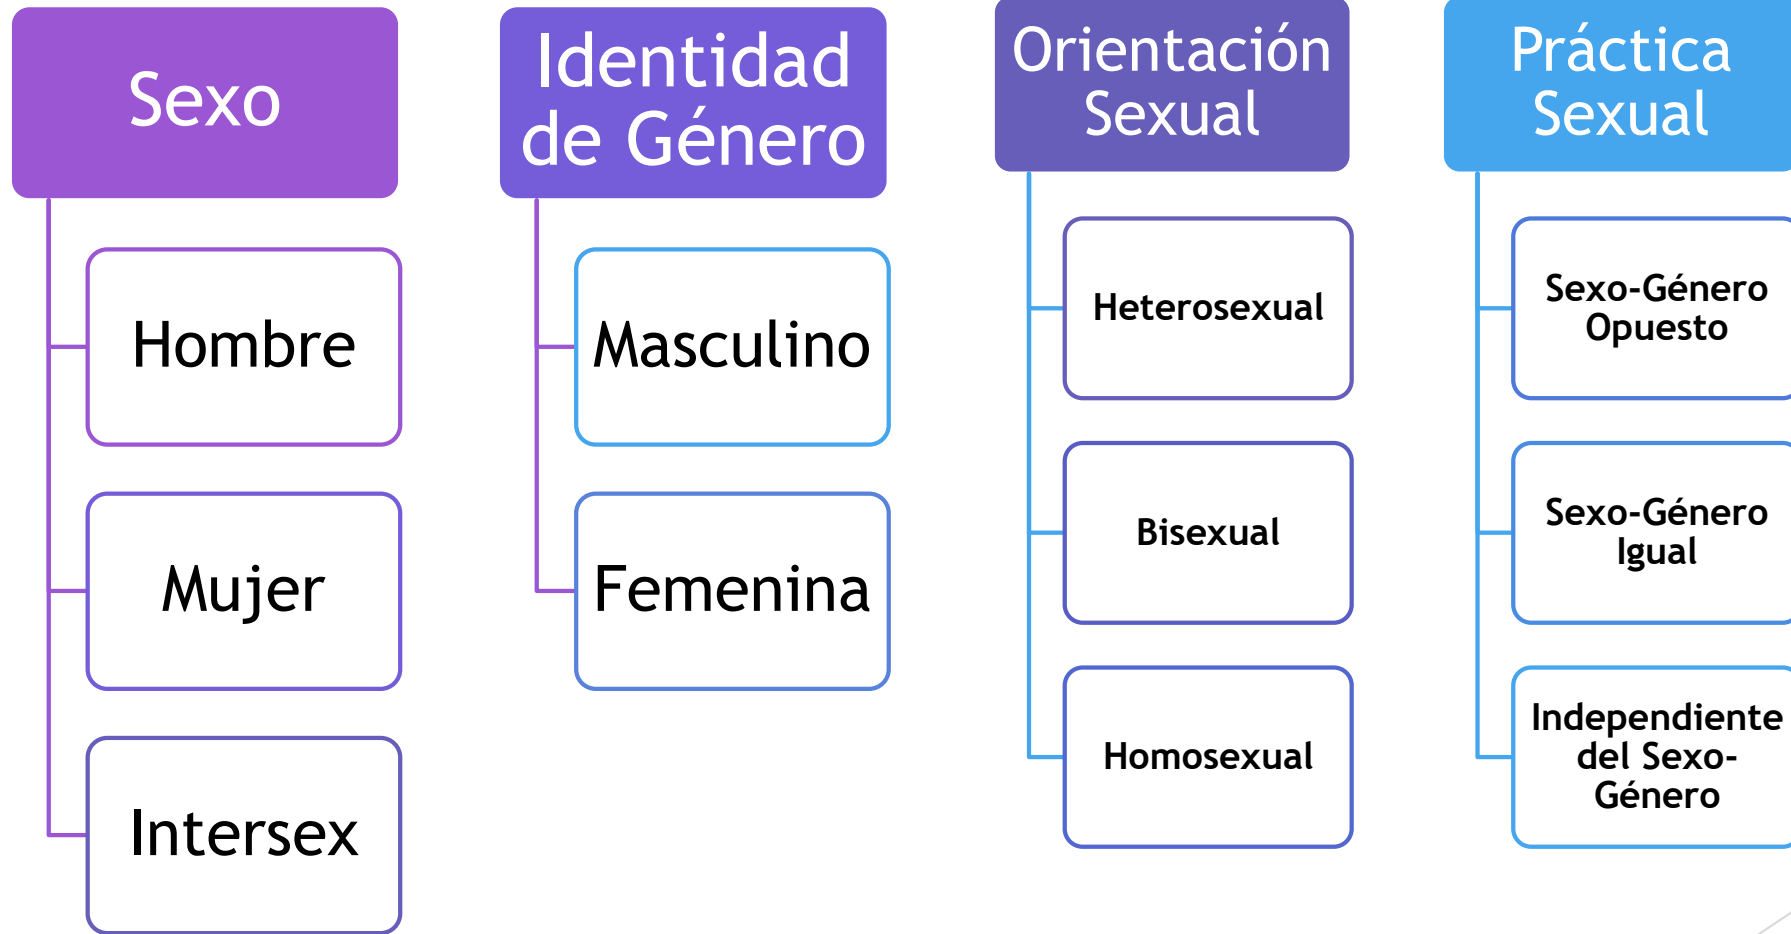 Sexo
Hombre
Mujer
Intersex
Identidad
de Género
Masculino
Femenina
Orientación
Sexual
Heterosexual
Bisexual
Homosexual
Práctica
Sexual
Sexo-Género
Opuesto
Sexo-Género
Igual
Independiente
del Sexo-
Género